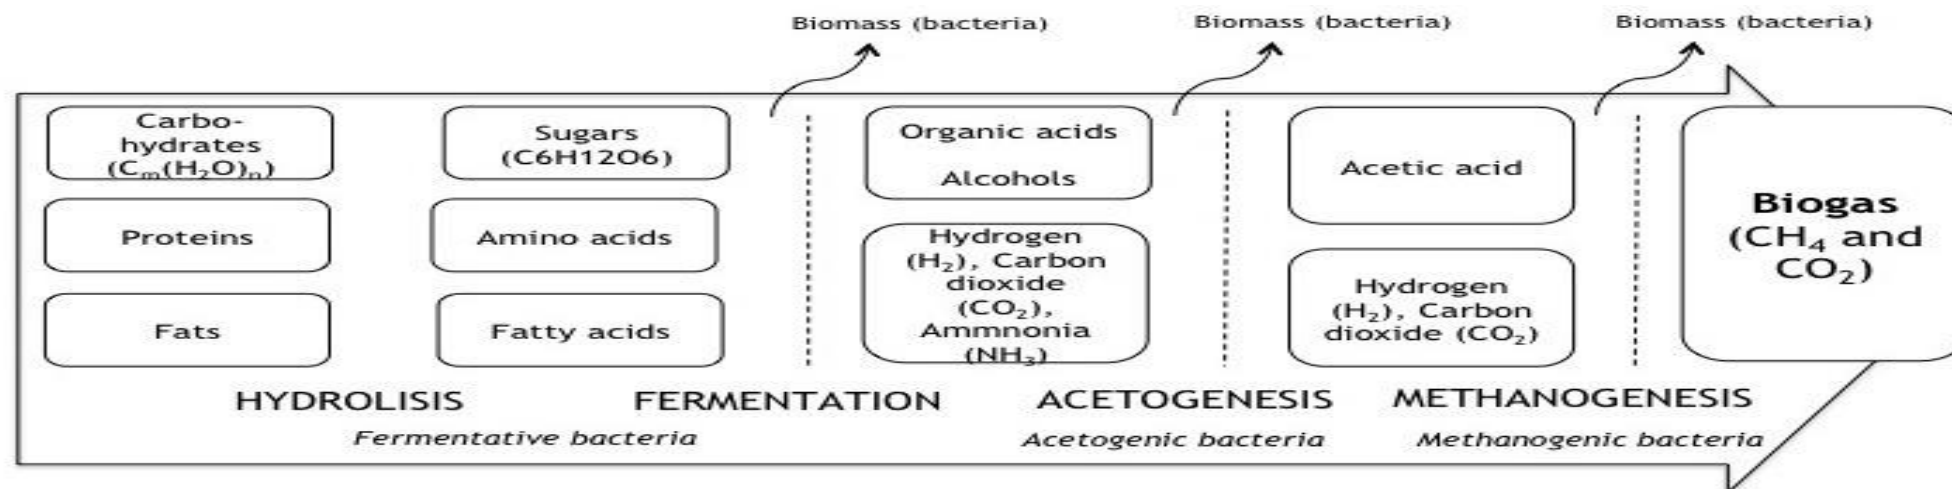 Biomass (bacteria)
Biomass (bacteria)
Biomass (bacteria)
Carbo-
hydrates
(Cₘ(H₂O)ₙ)
Proteins
Fats
Sugars
(C6H12O6)
Amino acids
Fatty acids
Organic acids
Alcohols
Hydrogen
(H₂), Carbon
dioxide
(CO₂),
Ammnonia
(NH₃)
Acetic acid
Hydrogen
(H₂), Carbon
dioxide (CO₂)
Biogas
(CH₄ and
CO₂)
HYDROLISIS FERMENTATION ACETOGENESIS METHANOGENESIS
Fermentative bacteria Acetogenic bacteria Methanogenic bacteria